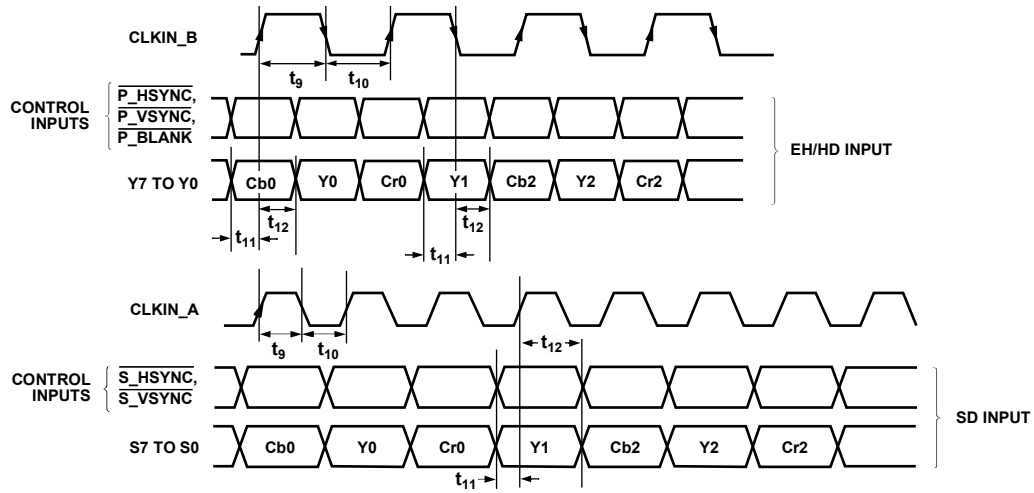 CLKIN_B
t9
t10
CONTROL
INPUTS
P_HSYNC,
P_VSYNC,
P_BLANK
EH/HD INPUT
Y7 TO Y0
Cb0
Y0
Cr0
Y1
Cb2
Y2
Cr2
t12
t12
t11
t11
CLKIN_A
t9
t10
t12
CONTROL
INPUTS
S_HSYNC,
S_VSYNC
SD INPUT
S7 TO S0
Cb0
Y0
Cr0
Y1
Cb2
Y2
Cr2
t11